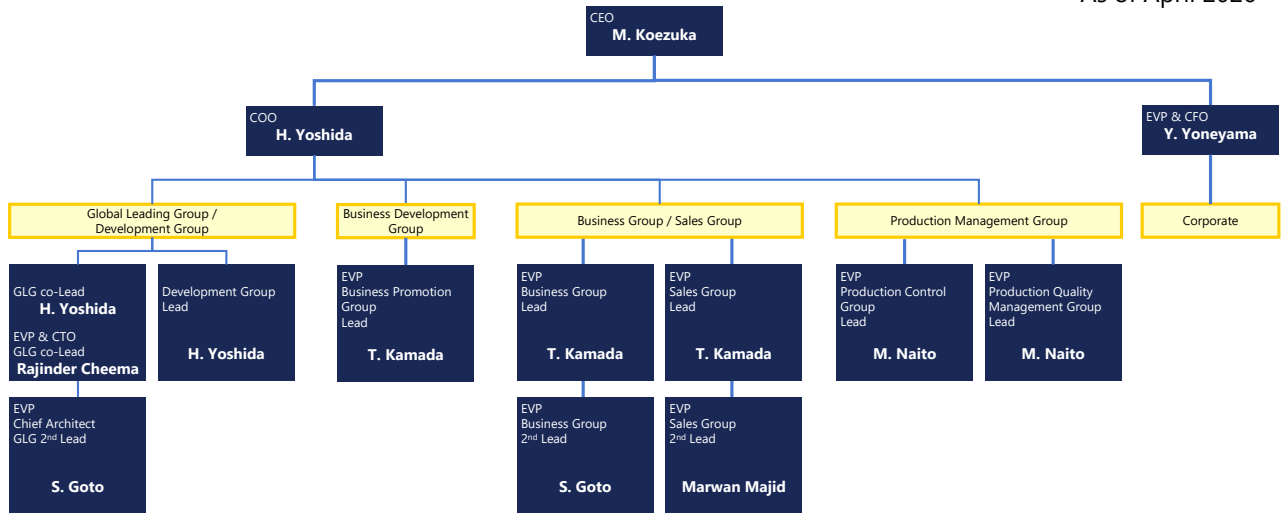 As of April
CEO
M. Koezuka
COO
H. Yoshida
EVP & CFO
Y. Yoneyama
Global Leading Group /
Development Group
Business Development
Group
Business Group / Sales Group
Production Management Group
Corporate
GLG co-Lead
H. Yoshida
EVP & CTO
GLG co-Lead
Rajinder Cheema
Development Group
Lead
H. Yoshida
EVP
Business Promotion
Group
Lead
T. Kamada
EVP
Business Group
Lead
T. Kamada
EVP
Sales Group
Lead
T. Kamada
EVP
Production Control
Group
Lead
M. Naito
EVP
Production Quality
Management Group
Lead
M. Naito
EVP
Chief Architect
GLG 2nd Lead
S. Goto
EVP
Business Group
2nd Lead
S. Goto
EVP
Sales Group
2nd Lead
Marwan Majid